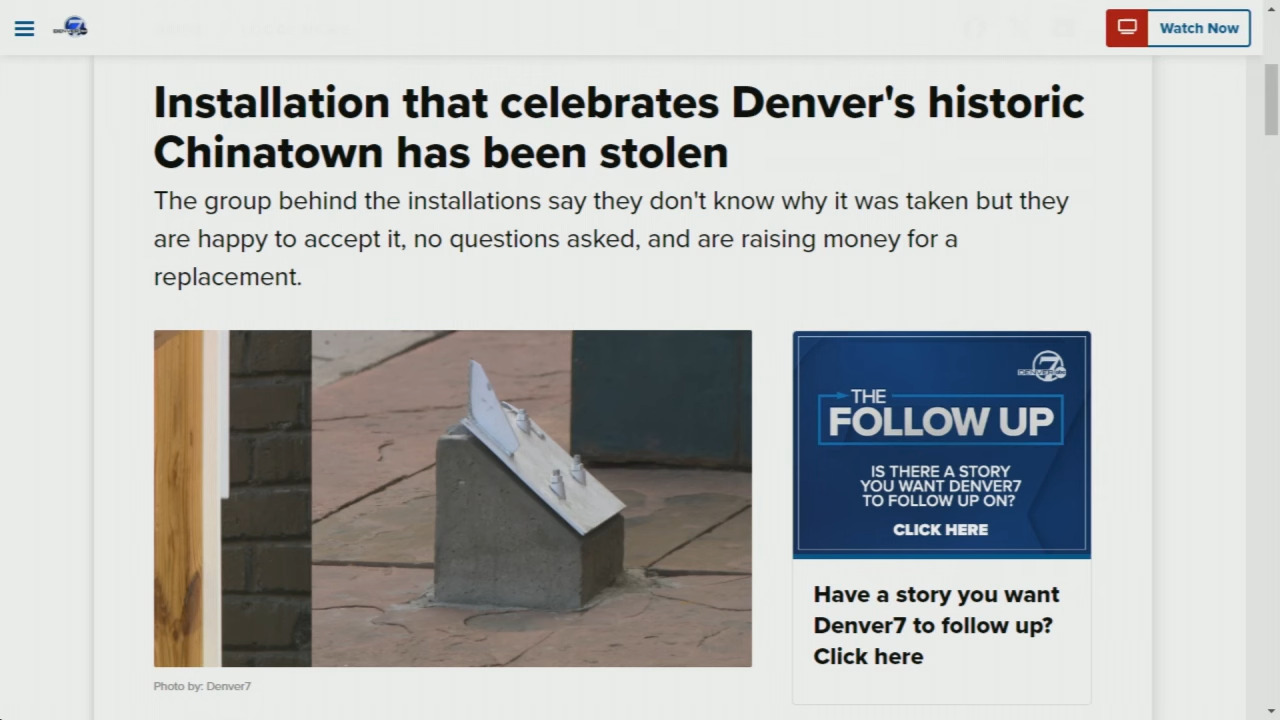 Watch Now
Installation that celebrates Denver's historic
Chinatown has been stolen
The group behind the installations say they don't know why it was taken but they
are happy to accept it, no questions asked, and are raising money for a
replacement.
7
DENVER
THE
FOLLOW UP
IS THERE A STORY
YOU WANT DENVER7
TO FOLLOW UP ON?
CLICK HERE
Have a story you want
Denver7 to follow up?
Click here
Photo by: Denver7